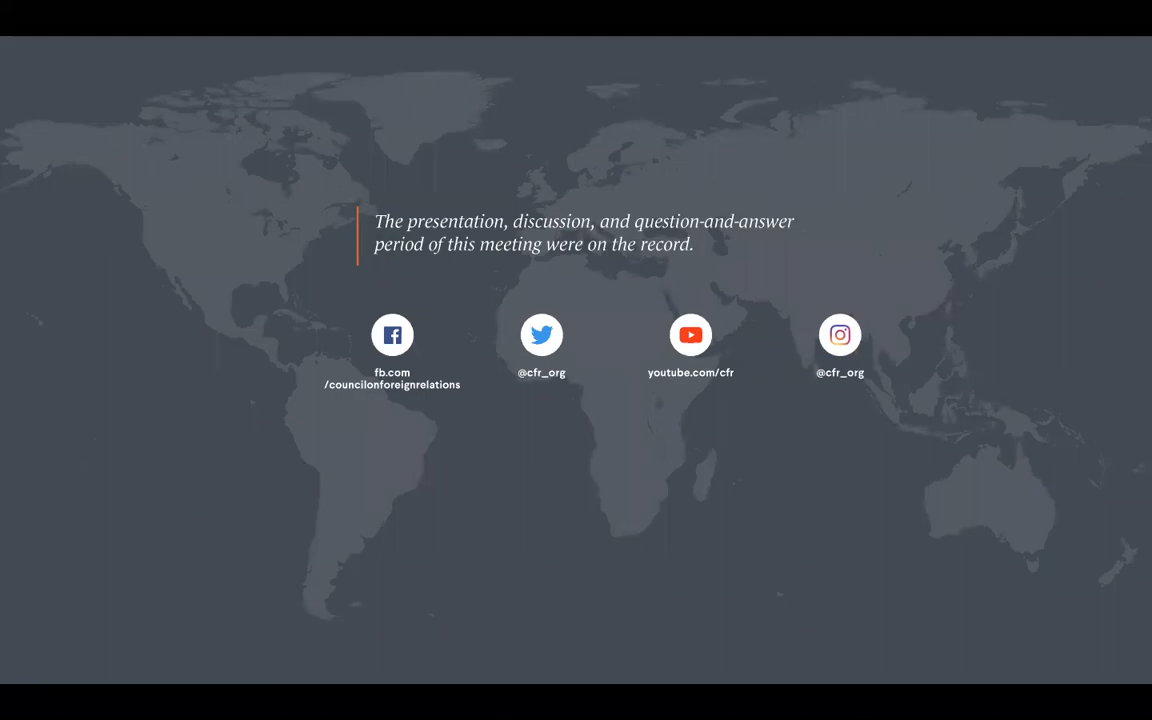 The presentation, discussion, and question-and-answer
period of this meeting were on the record.
fb.com
/councilonforeignrelations
@cfr_org
youtube.com/cfr
@cfr_org